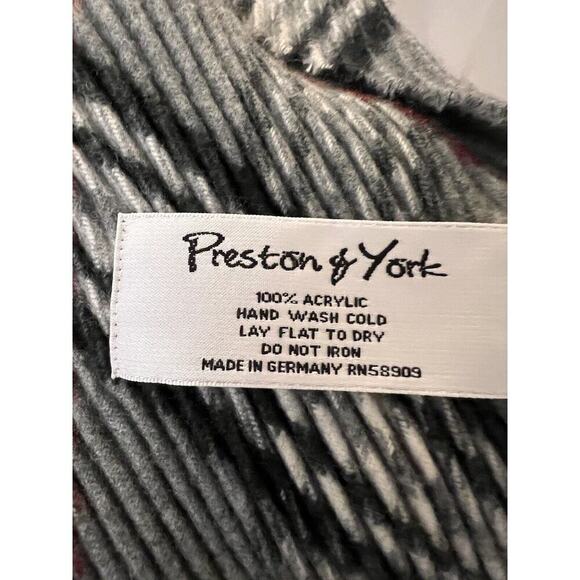 Preston & York
100% ACRYLIC
HAND WASH COLD
LAY FLAT TO DRY
DO NOT IRON
MADE IN GERMANY RN58909